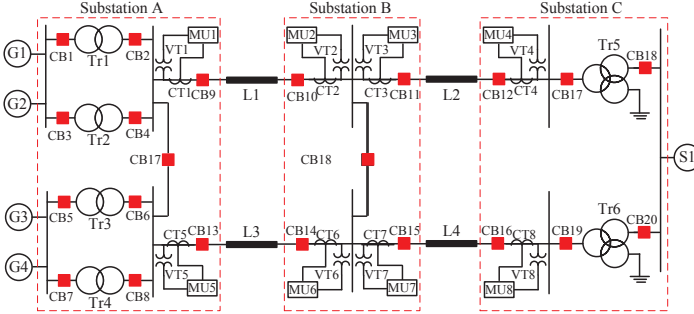 Substation A
Substation B
Substation C
G1
CB1
Tr1
CB2
VT1
MU1
CT1
CB9
L1
CB10
MU2
VT2
CT2
VT3
MU3
CT3
CB11
L2
CB12
MU4
VT4
CT4
CB17
Tr5
CB18
G2
CB3
Tr2
CB4
CB17
CB18
S1
G3
CB5
Tr3
CB6
CT5
CB13
L3
CB14
CT6
CT7
CB15
L4
CB16
CT8
CB19
Tr6
CB20
G4
CB7
Tr4
CB8
VT5
MU5
MU6
VT6
VT7
MU7
MU8
VT8